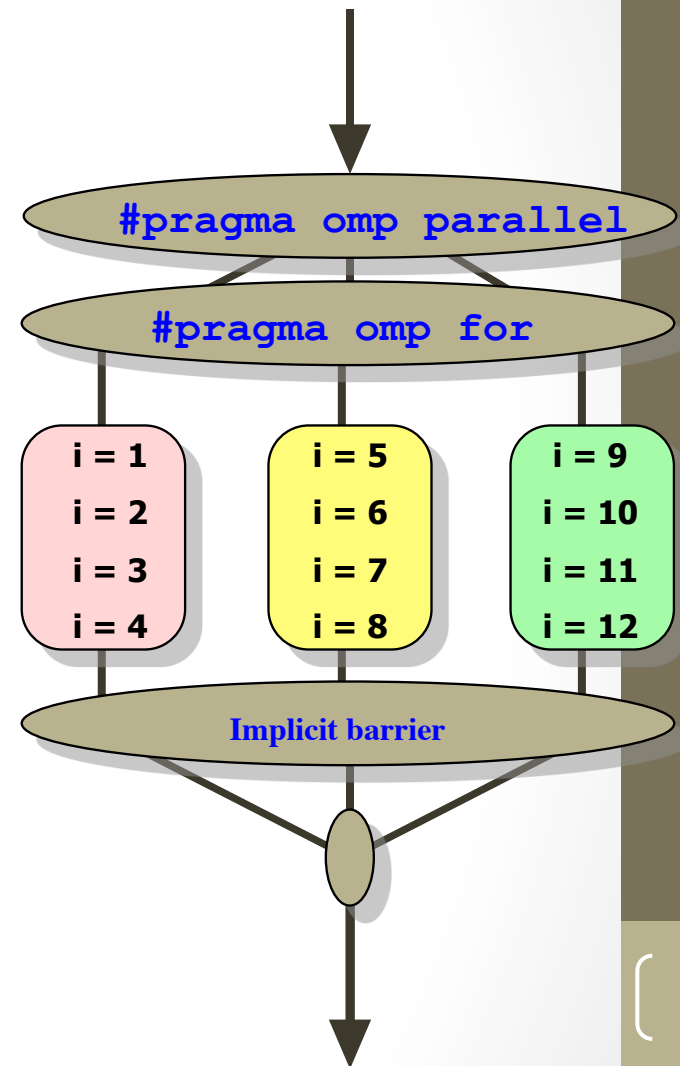 #pragma omp parallel
#pragma omp for
i = 1
i = 2
i = 3
i = 4
i = 5
i = 6
i = 7
i = 8
i = 9
i = 10
i = 11
i = 12
Implicit barrier